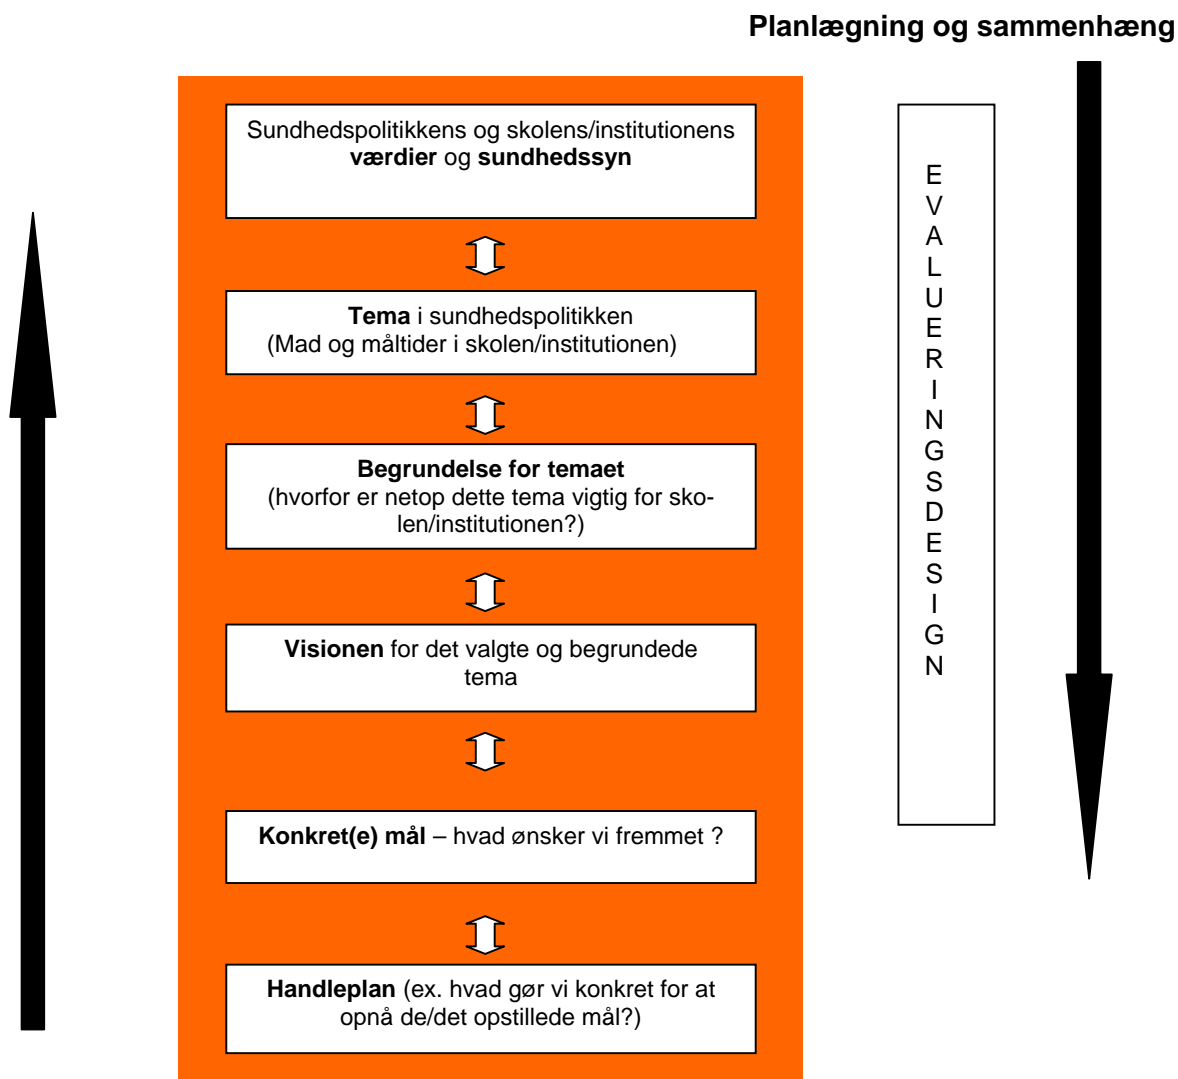 Planlægning og sammenhæng
Sundhedspolitikkens og skolens/institutionens
værdier og sundhedssyn
Tema i sundhedspolitikken
(Mad og måltider i skolen/institutionen)
Begrundelse for temaet
(hvorfor er netop dette tema vigtig for sko-
len/institutionen?)
Visionen for det valgte og begrundede
tema
Konkret(e) mål – hvad ønsker vi fremmet ?
Handleplan (ex. hvad gør vi konkret for at
opnå de/det opstillede mål?)
E
V
A
L
U
E
R
I
N
G
S
D
E
S
I
G
N